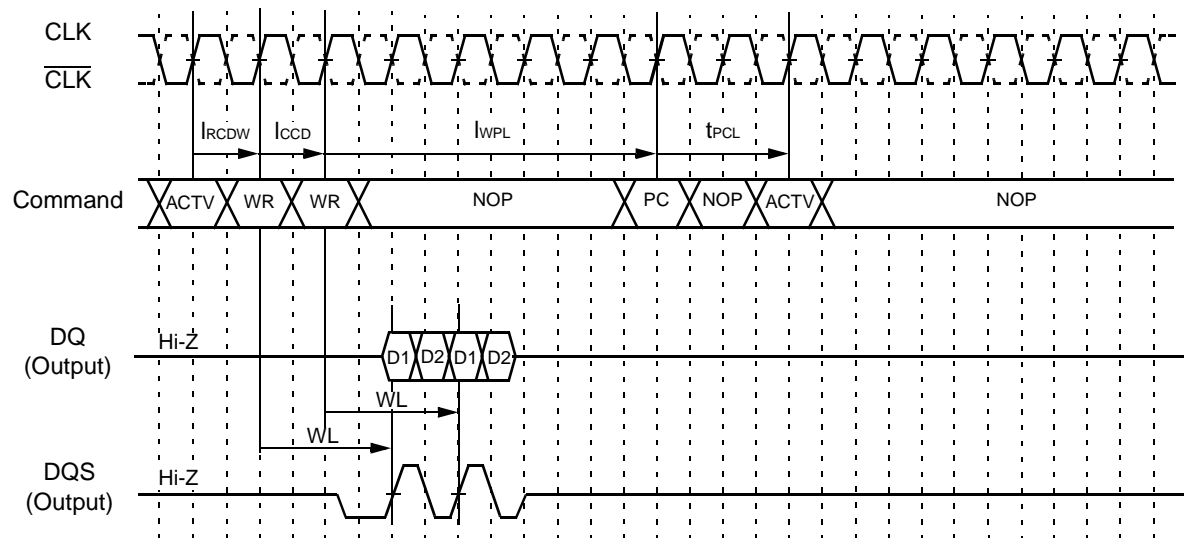 CLK
CLK
IRCDW ICCD IWPL tPCL
Command ACTV WR WR NOP PC NOP ACTV NOP
DQ
(Output)
Hi-Z
D1 D2 D1 D2
WL
WL
DQS
(Output)
Hi-Z